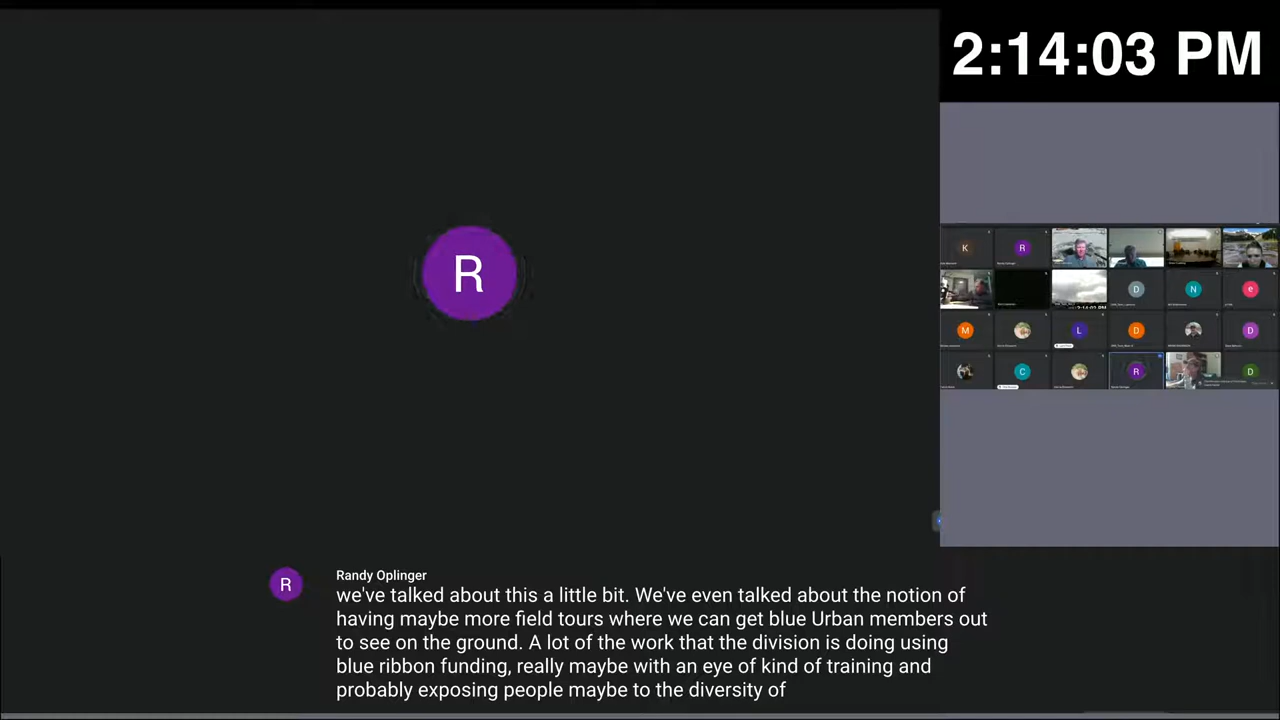 2:14:03 PM
R
K
R
D
N
e
M
L
D
D
C
R
D
R
Randy Oplinger
we've talked about this a little bit. We've even talked about the notion of
having maybe more field tours where we can get blue Urban members out
to see on the ground. A lot of the work that the division is doing using
blue ribbon funding, really maybe with an eye of kind of training and
probably exposing people maybe to the diversity of